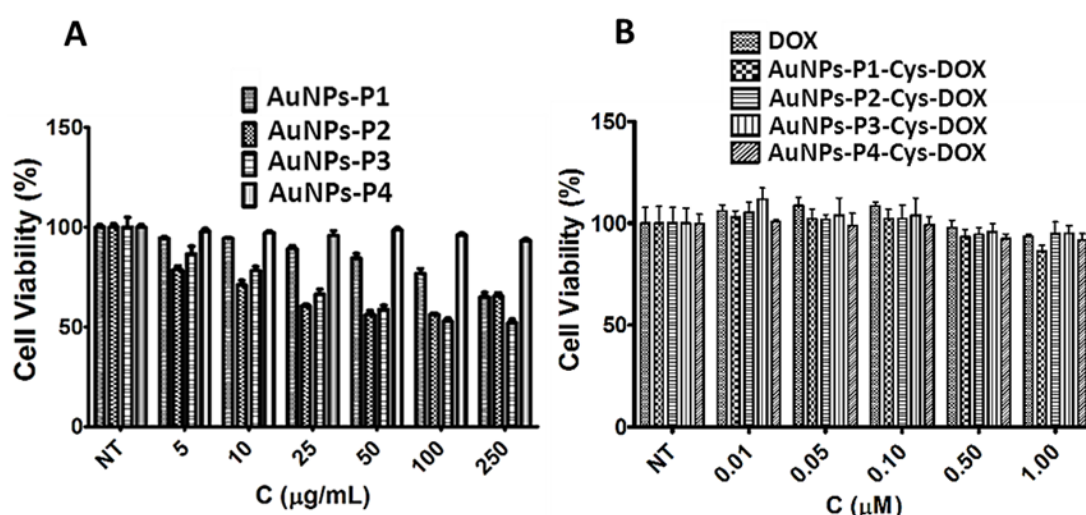 A
AuNPs-P1
AuNPs-P2
AuNPs-P3
AuNPs-P4
150
100
50
0
Cell Viability (%)
NT
5
10
25
50
100
250
C (μg/mL)
B
DOX
AuNPs-P1-Cys-DOX
AuNPs-P2-Cys-DOX
AuNPs-P3-Cys-DOX
AuNPs-P4-Cys-DOX
150
100
50
0
Cell Viability (%)
NT
0.01
0.05
0.10
0.50
1.00
C (μM)